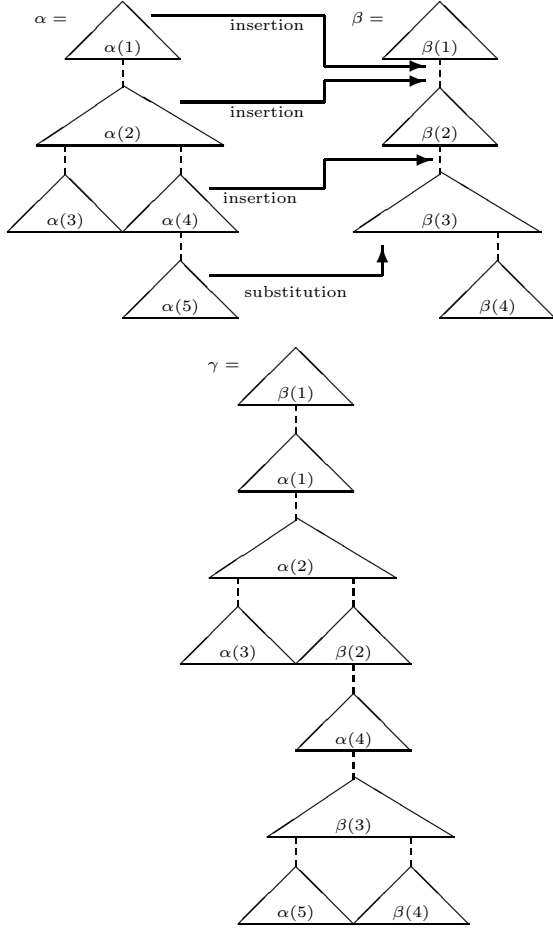 α =
α(1)
insertion
β =
β(1)
α(2)
insertion
β(2)
α(3)
α(4)
insertion
β(3)
α(5)
substitution
β(4)
γ =
β(1)
α(1)
α(2)
α(3)
β(2)
α(4)
β(3)
α(5)
β(4)